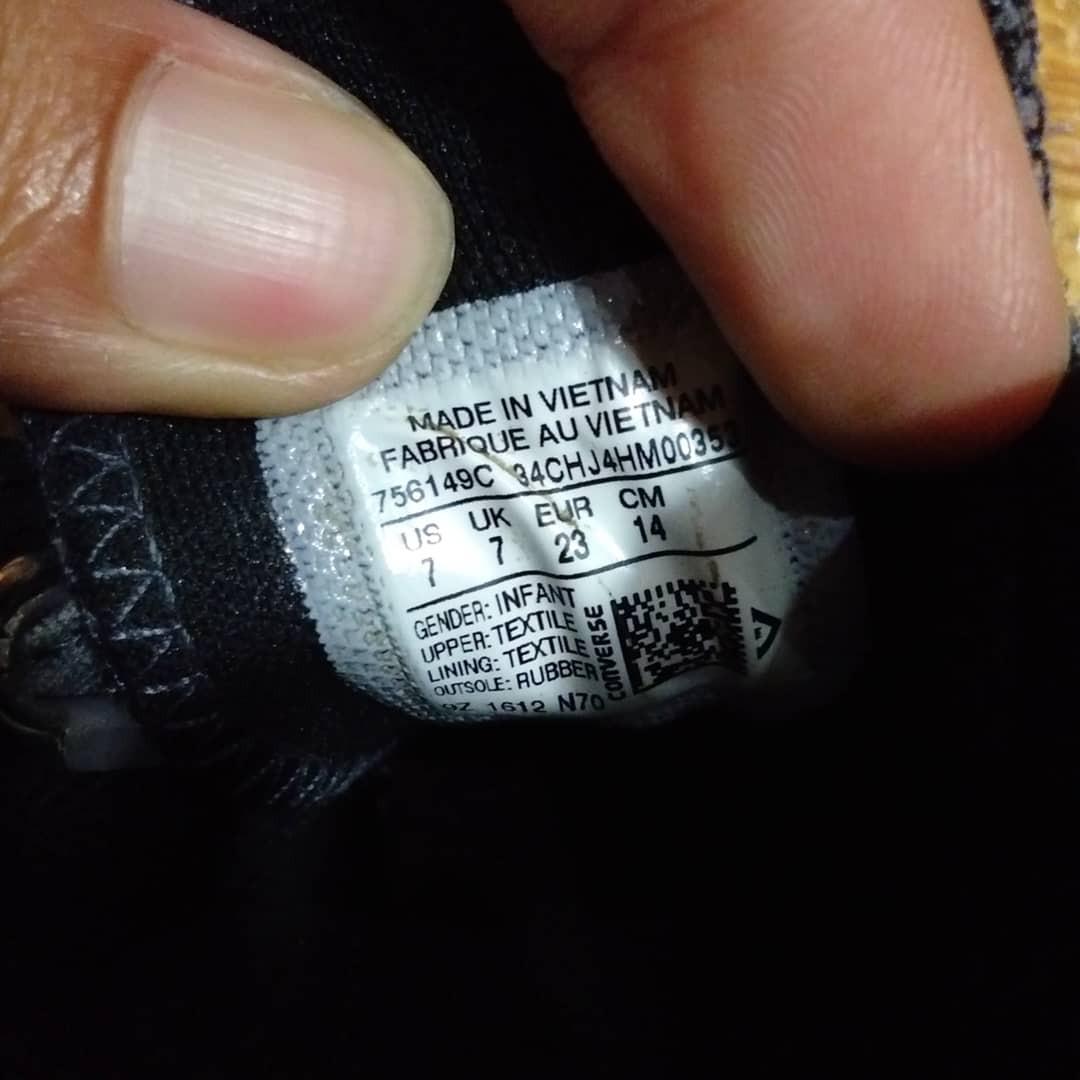 MADE IN VIETNAM
FABRIQUE AU VIETNAM
756149C 34CHJ4HM00353
US UK EUR CM
7 7 23 14
GENDER: INFANT
UPPER: TEXTILE
LINING: TEXTILE
OUTSOLE: RUBBER
1612 N70
CONVERSE